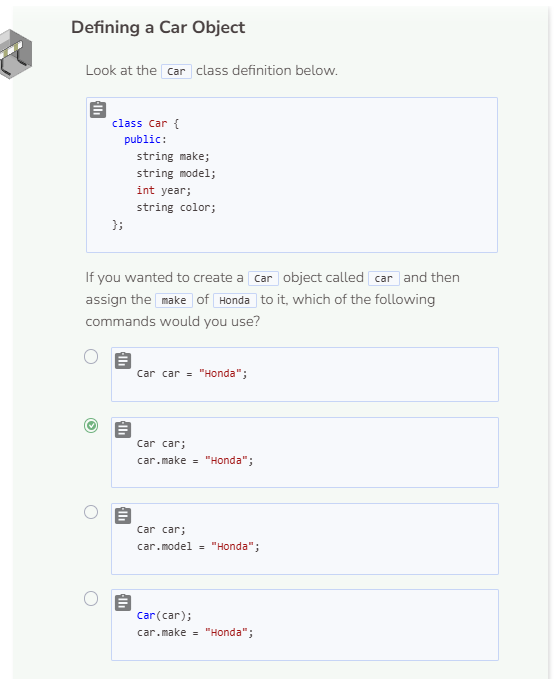 Defining a Car Object
Look at the Car class definition below.
class Car {
public:
string make;
string model;
int year;
string color;
};
If you wanted to create a Car object called car and then
assign the make of Honda to it, which of the following
commands would you use?
Car car = "Honda";
Car car;
car.make = "Honda";
Car car;
car.model = "Honda";
Car(car);
car.make = "Honda";